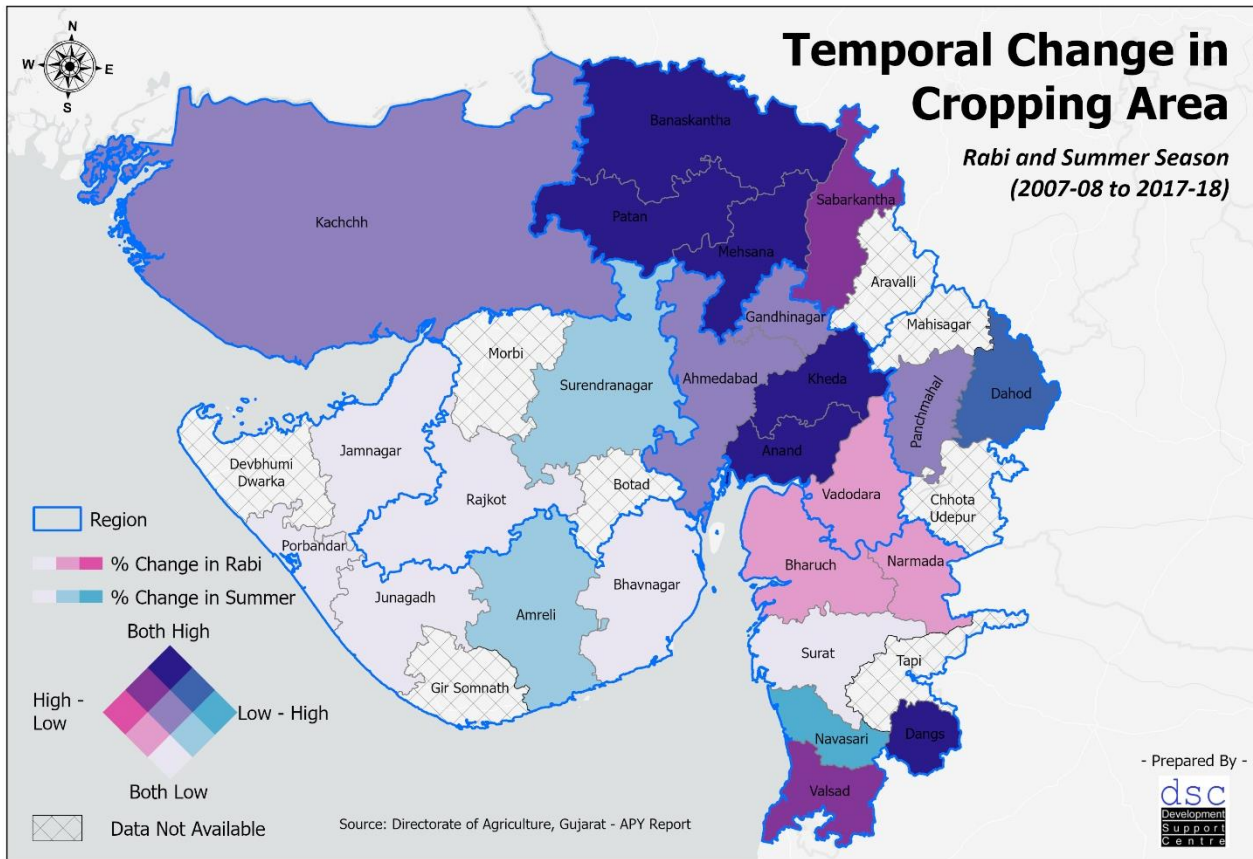 Temporal Change in
Cropping Area
Rabi and Summer Season
(2007-08 to 2017-18)
N
W
E
S
Banaskantha
Kachchh
Patan
Sabarkantha
Mehsana
Aravalli
Gandhinagar
Mahisagar
Morbi
Surendranagar
Ahmedabad
Kheda
Panchmahal
Dahod
Jamnagar
Anand
Devbhumi
Dwarka
Rajkot
Botad
Vadodara
Chhota
Udepur
Porbandar
Bharuch
Narmada
Junagadh
Amreli
Bhavnagar
Surat
Tapi
Gir Somnath
Navasari
Dangs
Valsad
Region
% Change in Rabi
% Change in Summer
Both High
High -
Low
Low - High
Both Low
Data Not Available
Source: Directorate of Agriculture, Gujarat - APY Report
- Prepared By -
dsc
Development
Support
Centre